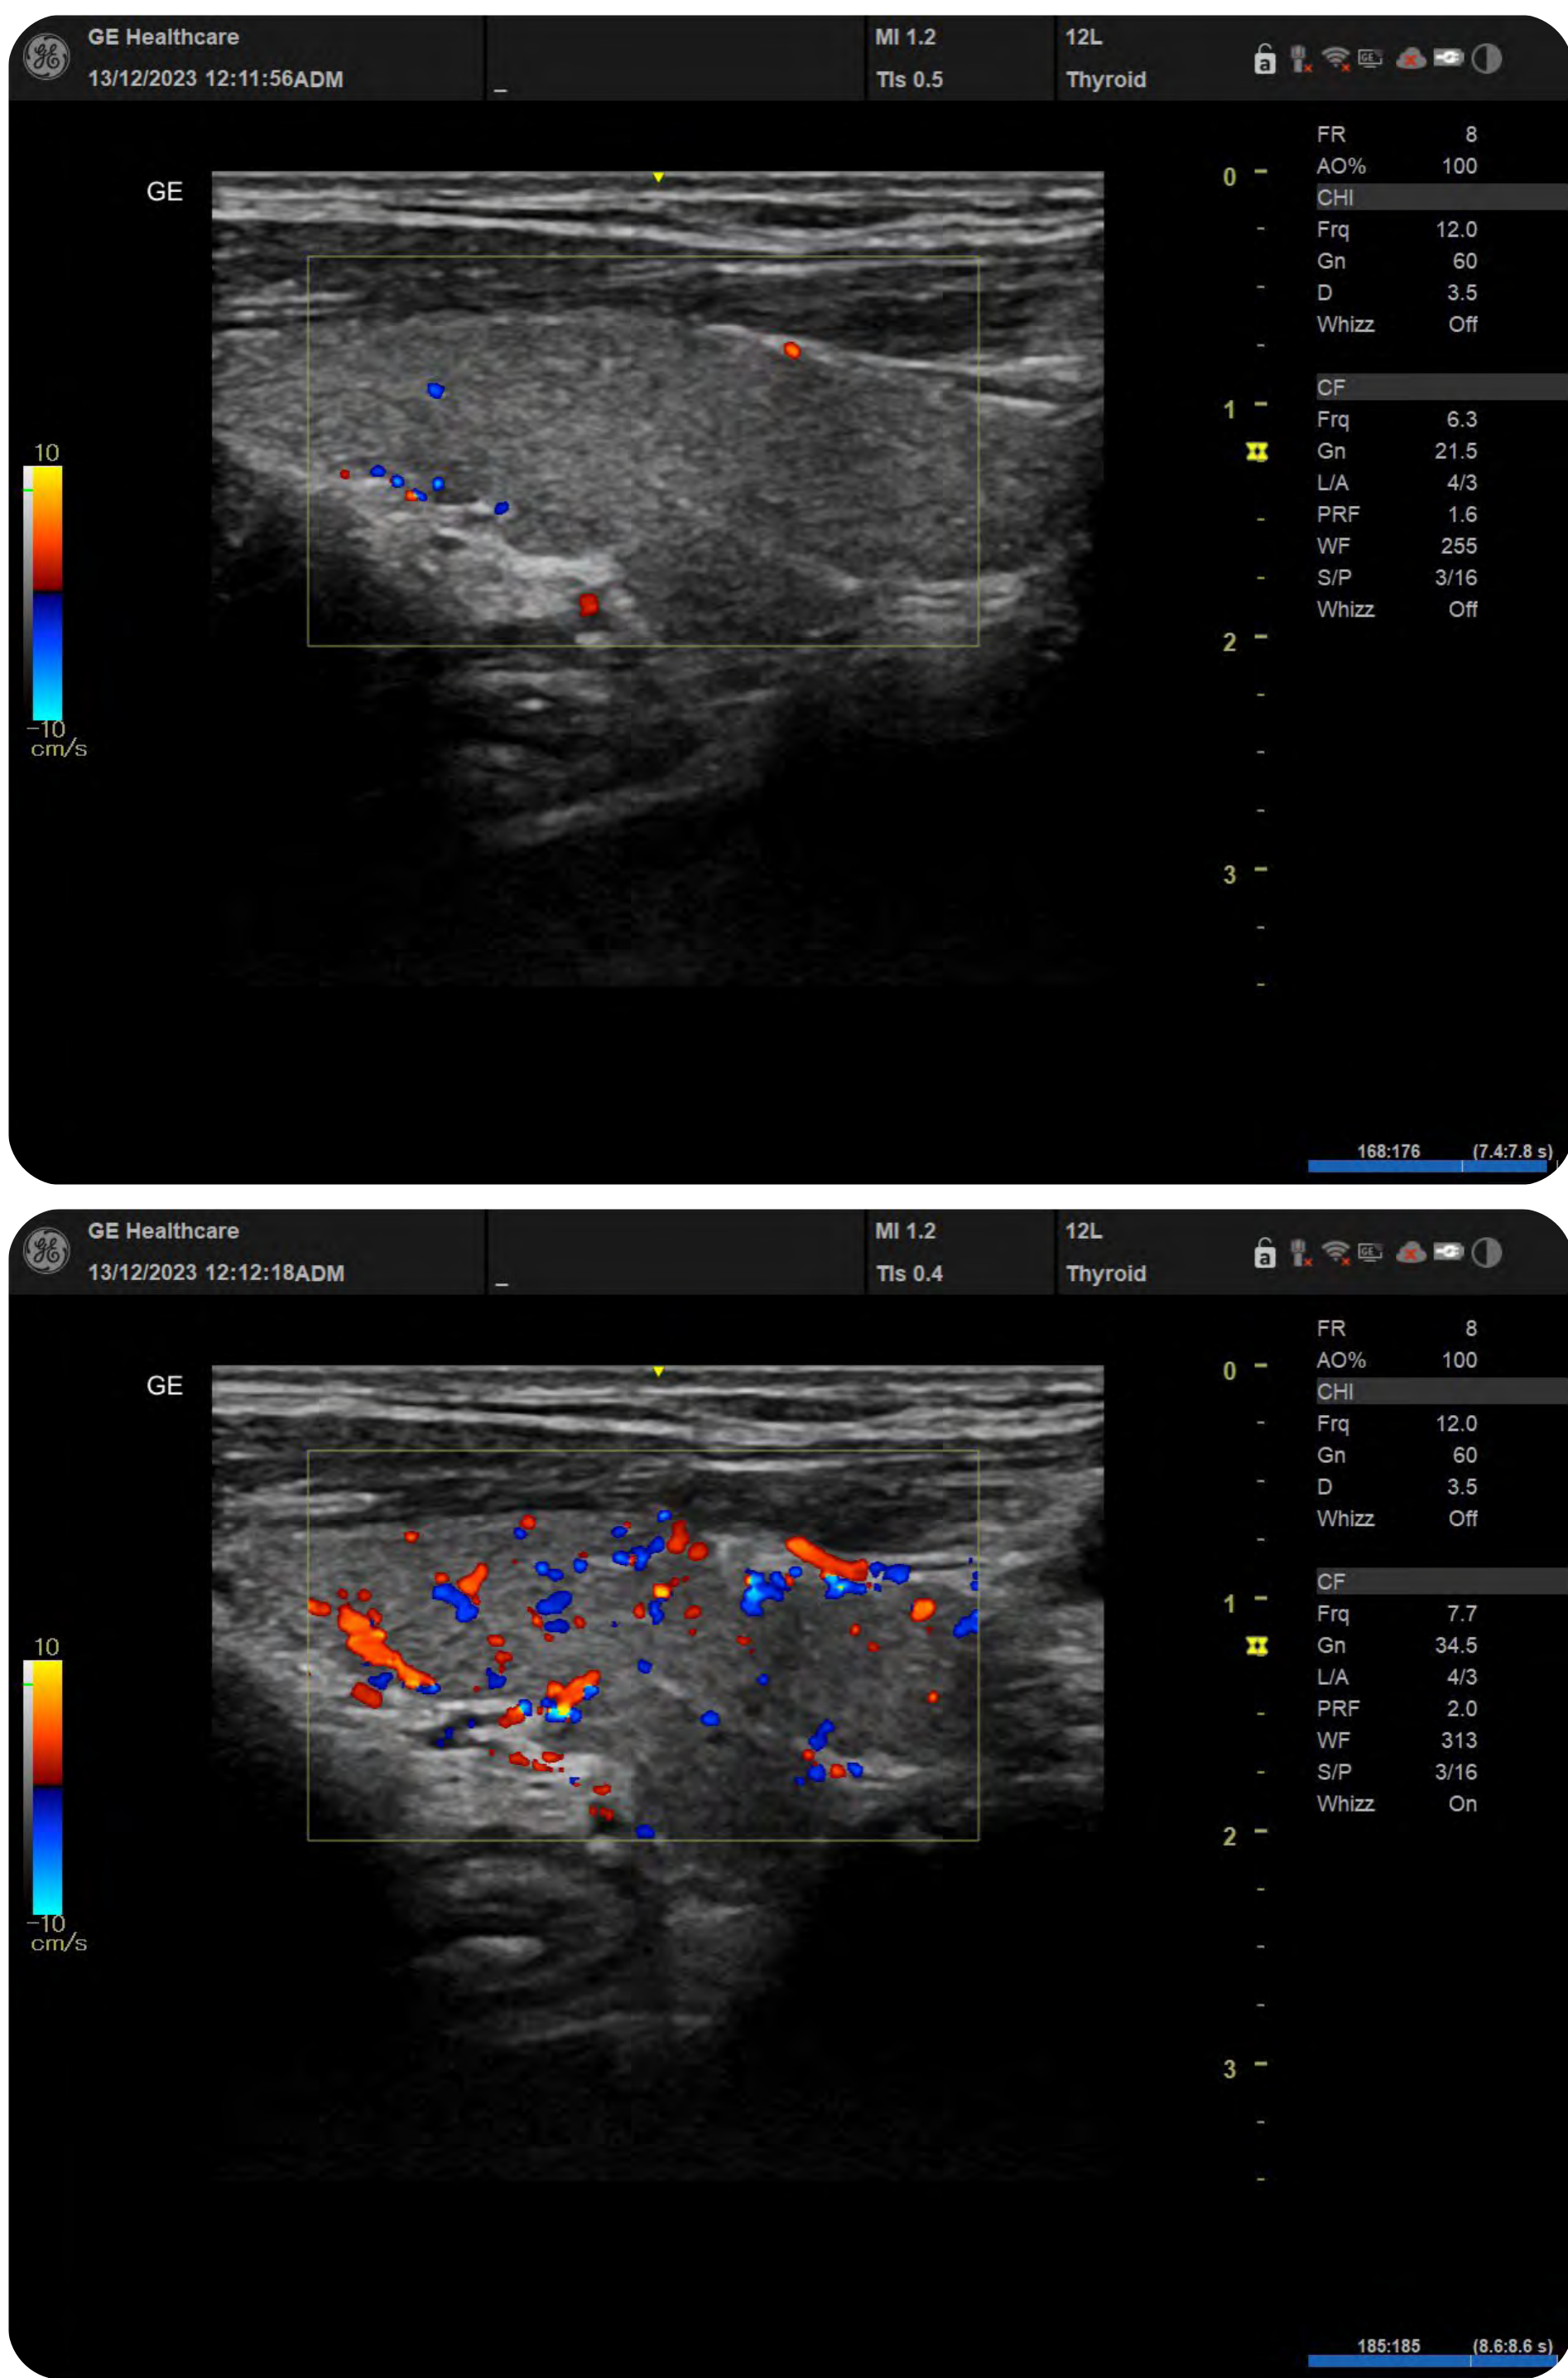 GE Healthcare
13/12/2023 12:11:56ADM
_
MI 1.2
TIs 0.5
12L
Thyroid
a
GE
GE
0
1
2
3
10
-10
cm/s
FR 8
AO% 100
CHI
Frq 12.0
Gn 60
D 3.5
Whizz Off
CF
Frq 6.3
Gn 21.5
L/A 4/3
PRF 1.6
WF 255
S/P 3/16
Whizz Off
168:176 (7.4:7.8 s)
GE Healthcare
13/12/2023 12:12:18ADM
_
MI 1.2
TIs 0.4
12L
Thyroid
a
GE
GE
0
1
2
3
10
-10
cm/s
FR 8
AO% 100
CHI
Frq 12.0
Gn 60
D 3.5
Whizz Off
CF
Frq 7.7
Gn 34.5
L/A 4/3
PRF 2.0
WF 313
S/P 3/16
Whizz On
185:185 (8.6:8.6 s)